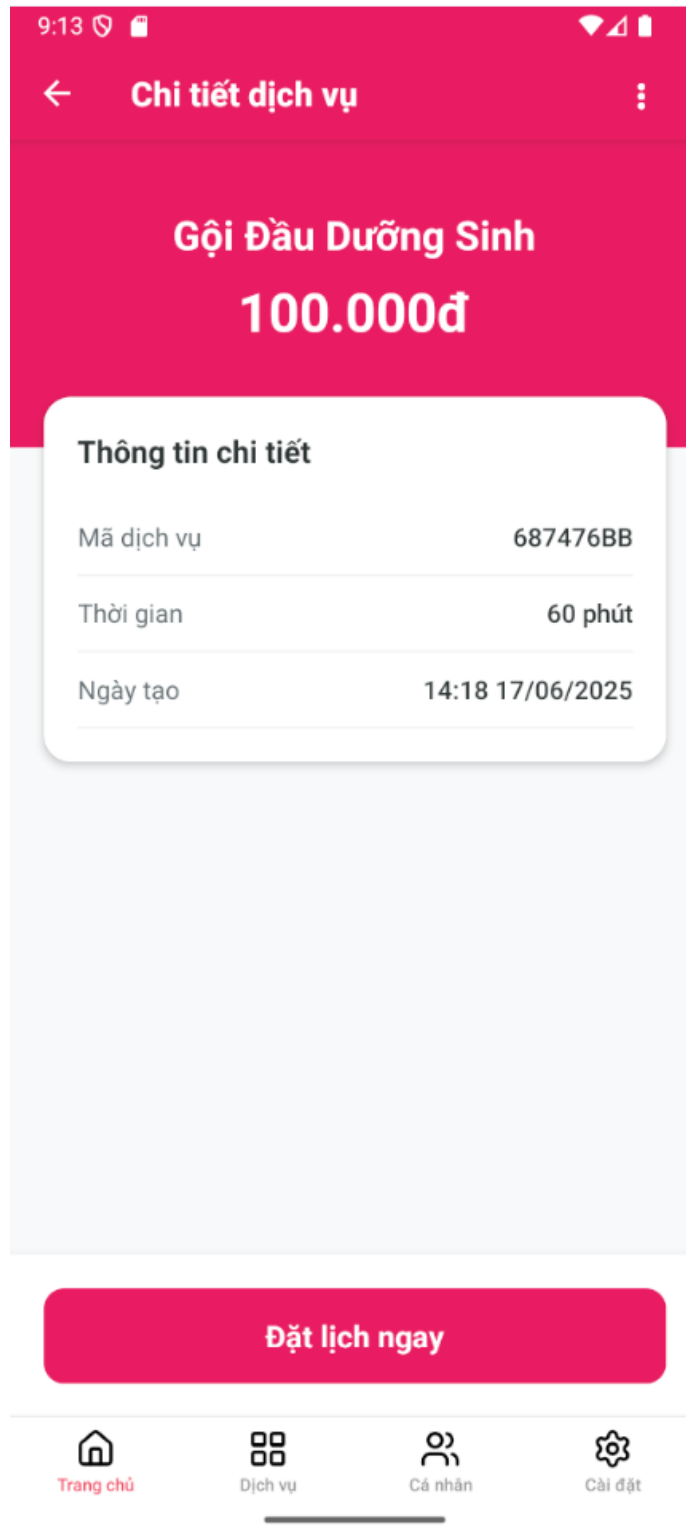 9:13
Chi tiết dịch vụ
Gội Đầu Dưỡng Sinh
100.000đ
Thông tin chi tiết
Mã dịch vụ 687476BB
Thời gian 60 phút
Ngày tạo 14:18 17/06/2025
Đặt lịch ngay
Trang chủ Dịch vụ Cá nhân Cài đặt